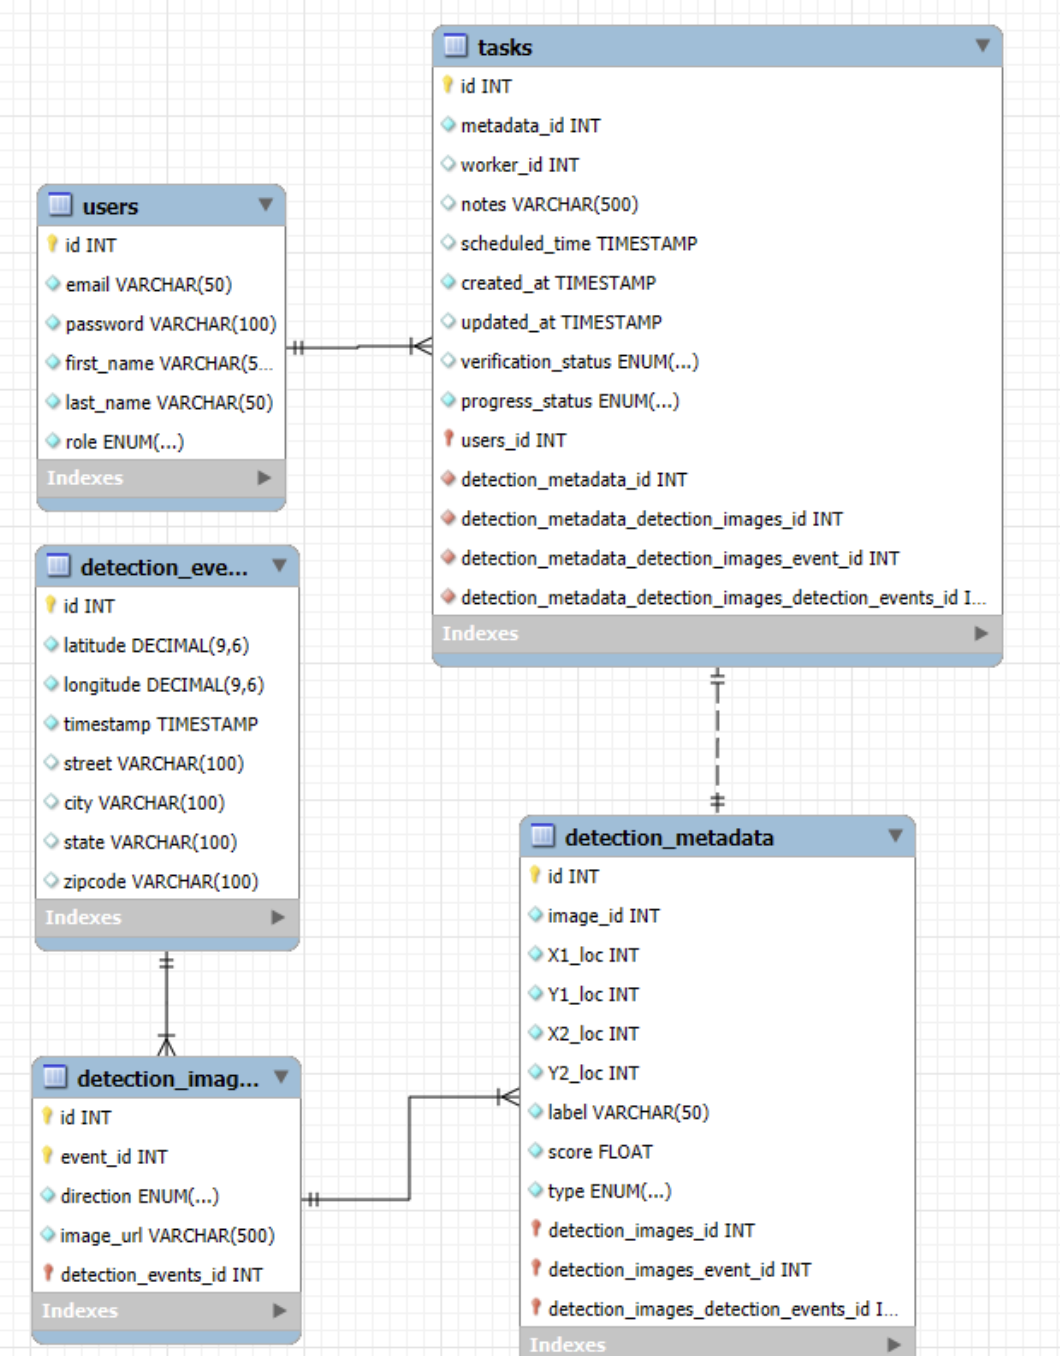 tasks
id INT
metadata_id INT
worker_id INT
notes VARCHAR(500)
scheduled_time TIMESTAMP
created_at TIMESTAMP
updated_at TIMESTAMP
verification_status ENUM(...)
progress_status ENUM(...)
users_id INT
detection_metadata_id INT
detection_metadata_detection_images_id INT
detection_metadata_detection_images_event_id INT
detection_metadata_detection_images_detection_events_id I...
Indexes
users
id INT
email VARCHAR(50)
password VARCHAR(100)
first_name VARCHAR(5...
last_name VARCHAR(50)
role ENUM(...)
Indexes
detection_eve...
id INT
latitude DECIMAL(9,6)
longitude DECIMAL(9,6)
timestamp TIMESTAMP
street VARCHAR(100)
city VARCHAR(100)
state VARCHAR(100)
zipcode VARCHAR(100)
Indexes
detection_metadata
id INT
image_id INT
X1_loc INT
Y1_loc INT
X2_loc INT
Y2_loc INT
label VARCHAR(50)
score FLOAT
type ENUM(...)
detection_images_id INT
detection_images_event_id INT
detection_images_detection_events_id I...
Indexes
detection_imag...
id INT
event_id INT
direction ENUM(...)
image_url VARCHAR(500)
detection_events_id INT
Indexes